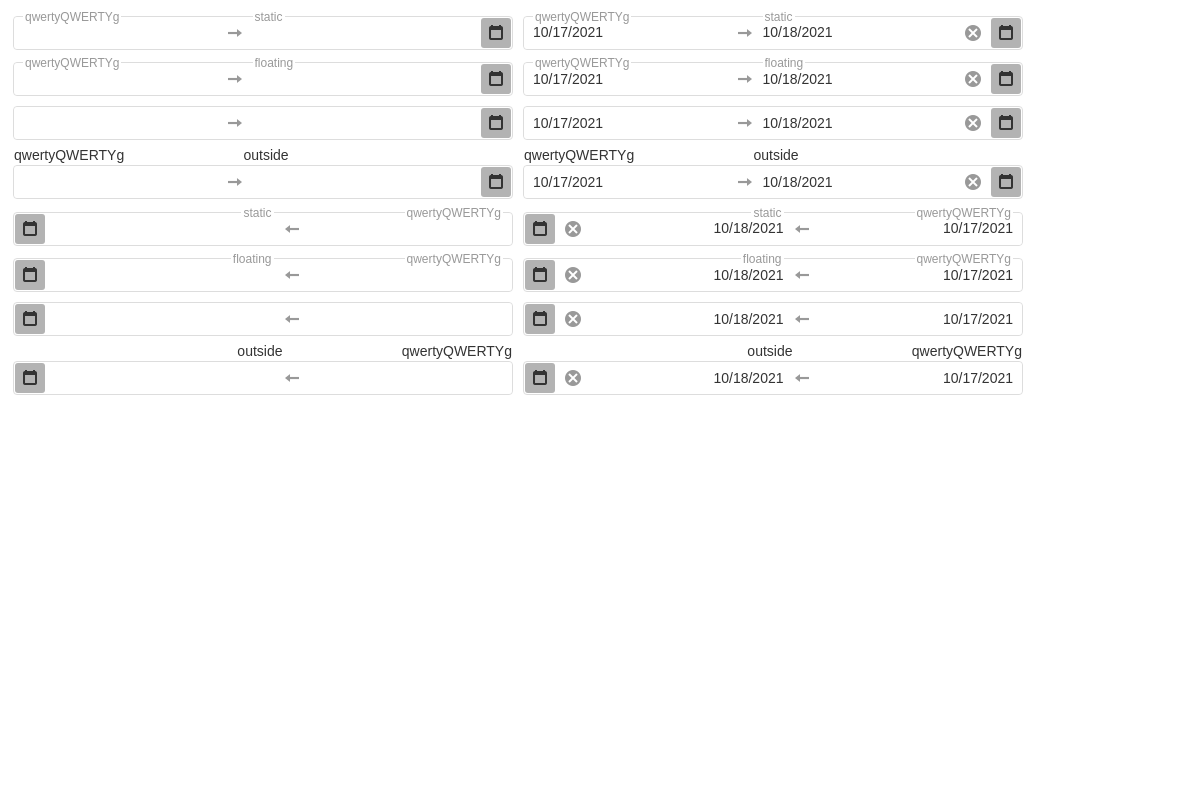 qwertyQWERTYg static qwertyQWERTYg static
10/17/2021 10/18/2021
qwertyQWERTYg floating qwertyQWERTYg floating
10/17/2021 10/18/2021
10/17/2021 10/18/2021
qwertyQWERTYg outside qwertyQWERTYg outside
10/17/2021 10/18/2021
static qwertyQWERTYg static qwertyQWERTYg
10/18/2021 10/17/2021
floating qwertyQWERTYg floating qwertyQWERTYg
10/18/2021 10/17/2021
10/18/2021 10/17/2021
outside qwertyQWERTYg outside qwertyQWERTYg
10/18/2021 10/17/2021